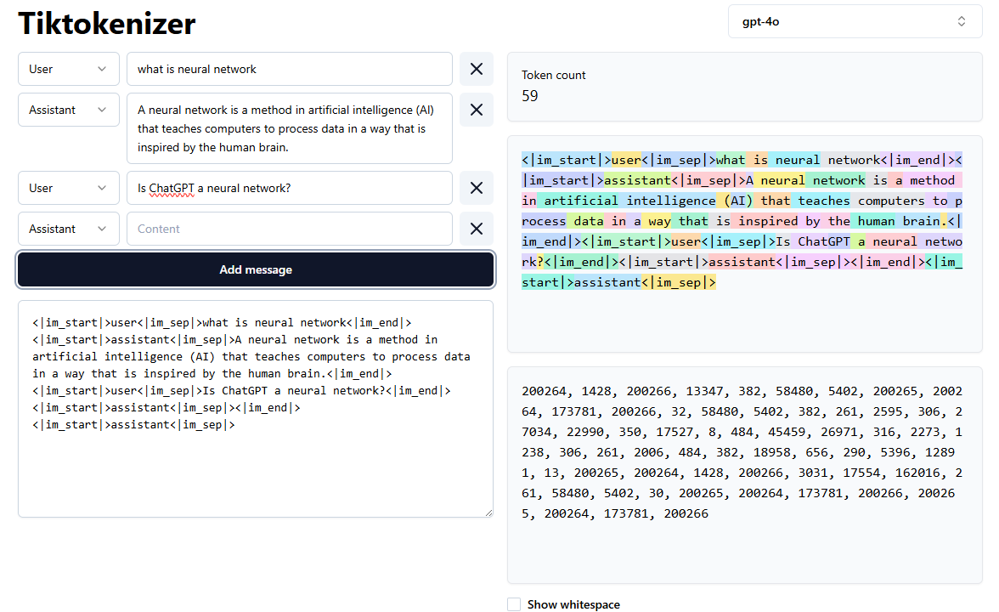 Tiktokenizer
gpt-4o
User
what is neural network
Assistant
A neural network is a method in artificial intelligence (AI)
that teaches computers to process data in a way that is
inspired by the human brain.
User
Is ChatGPT a neural network?
Assistant
Content
Add message
<|im_start|>user<|im_sep|>what is neural network<|im_end|>
<|im_start|>assistant<|im_sep|>A neural network is a method in
artificial intelligence (AI) that teaches computers to process data
in a way that is inspired by the human brain.<|im_end|>
<|im_start|>user<|im_sep|>Is ChatGPT a neural network?<|im_end|>
<|im_start|>assistant<|im_sep|><|im_end|>
<|im_start|>assistant<|im_sep|>
Token count
59
<|im_start|>user<|im_sep|>what is neural network<|im_end|><
|im_start|>assistant<|im_sep|>A neural network is a method
in artificial intelligence (AI) that teaches computers to p
rocess data in a way that is inspired by the human brain.<|
im_end|><|im_start|>user<|im_sep|>Is ChatGPT a neural netwo
rk?<|im_end|><|im_start|>assistant<|im_sep|><|im_end|><|im_
start|>assistant<|im_sep|>
200264, 1428, 200266, 13347, 382, 58480, 5402, 200265, 2002
64, 173781, 200266, 32, 58480, 5402, 382, 261, 2595, 306, 2
7034, 22990, 350, 17527, 8, 484, 45459, 26971, 316, 2273, 1
238, 306, 261, 2006, 484, 382, 18958, 656, 290, 5396, 1289
1, 13, 200265, 200264, 1428, 200266, 3031, 17554, 162016, 2
61, 58480, 5402, 30, 200265, 200264, 173781, 200266, 20026
5, 200264, 173781, 200266
Show whitespace